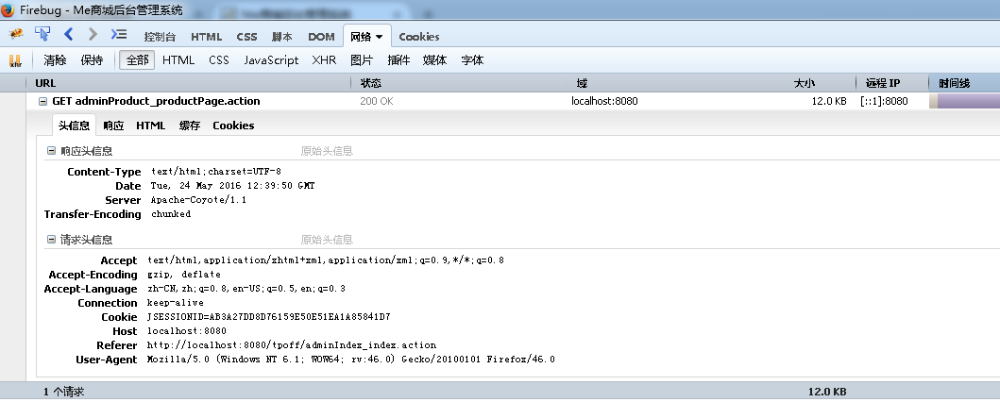 Firebug - Me商城后台管理系统
控制台 HTML CSS 脚本 DOM 网络 Cookies
xhr 清除 保持 全部 HTML CSS JavaScript XHR 图片 插件 媒体 字体
URL 状态 域 大小 远程 IP 时间线
GET adminProduct_productPage.action 200 OK localhost:8080 12.0 KB [::1]:8080
头信息 响应 HTML 缓存 Cookies
响应头信息 原始头信息
Content-Type text/html;charset=UTF-8
Date Tue, 24 May 2016 12:39:50 GMT
Server Apache-Coyote/1.1
Transfer-Encoding chunked
请求头信息 原始头信息
Accept text/html,application/xhtml+xml,application/xml;q=0.9,*/*;q=0.8
Accept-Encoding gzip, deflate
Accept-Language zh-CN,zh;q=0.8,en-US;q=0.5,en;q=0.3
Connection keep-alive
Cookie JSESSIONID=AB3A27DD8D76159E50E51EA1A85841D7
Host localhost:8080
Referer http://localhost:8080/tpoff/adminIndex_index.action
User-Agent Mozilla/5.0 (Windows NT 6.1; WOW64; rv:46.0) Gecko/20100101 Firefox/46.0
1 个请求 12.0 KB